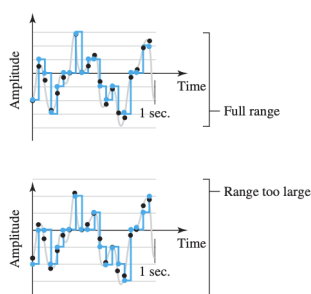 Amplitude
Time
1 sec.
Full range
Amplitude
Range too large
Time
1 sec.